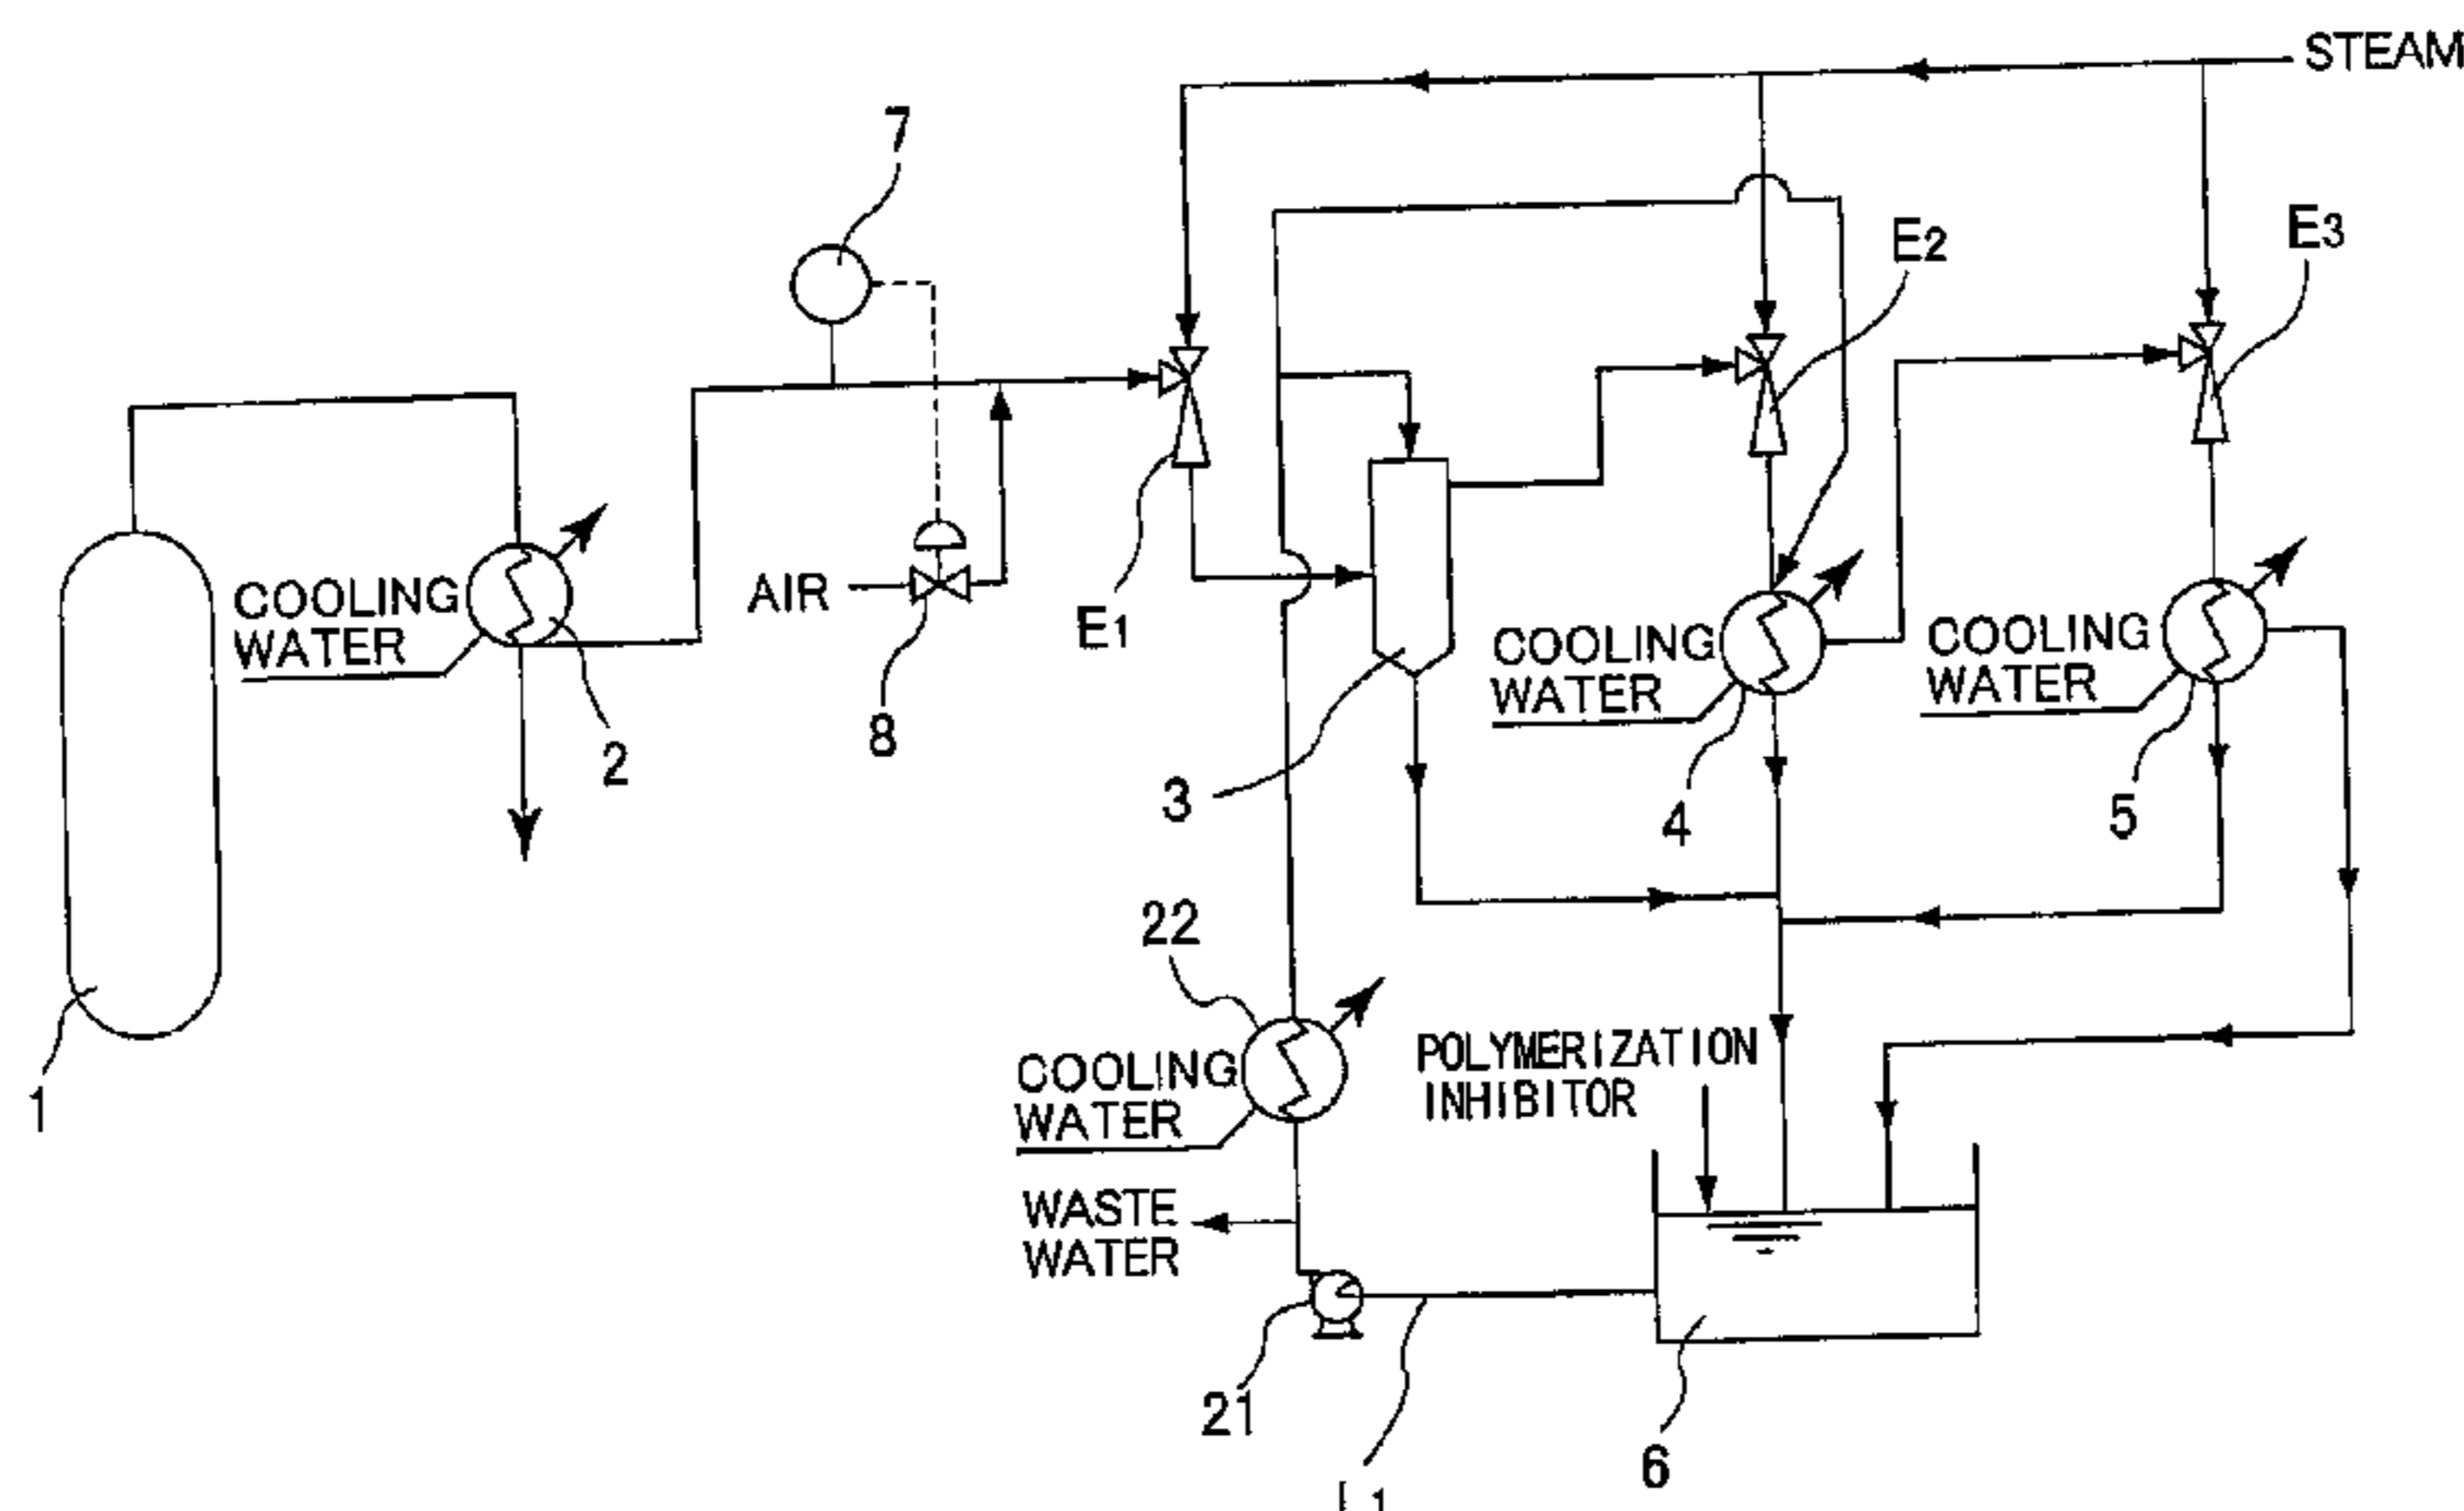 STEAM
7
E2
E3
COOLING
WATER
AIR
E1
COOLING
WATER
COOLING
WATER
2
8
3
4
5
22
1
POLYMERIZATION
INHIBITOR
COOLING
WATER
WASTE
WATER
21
6